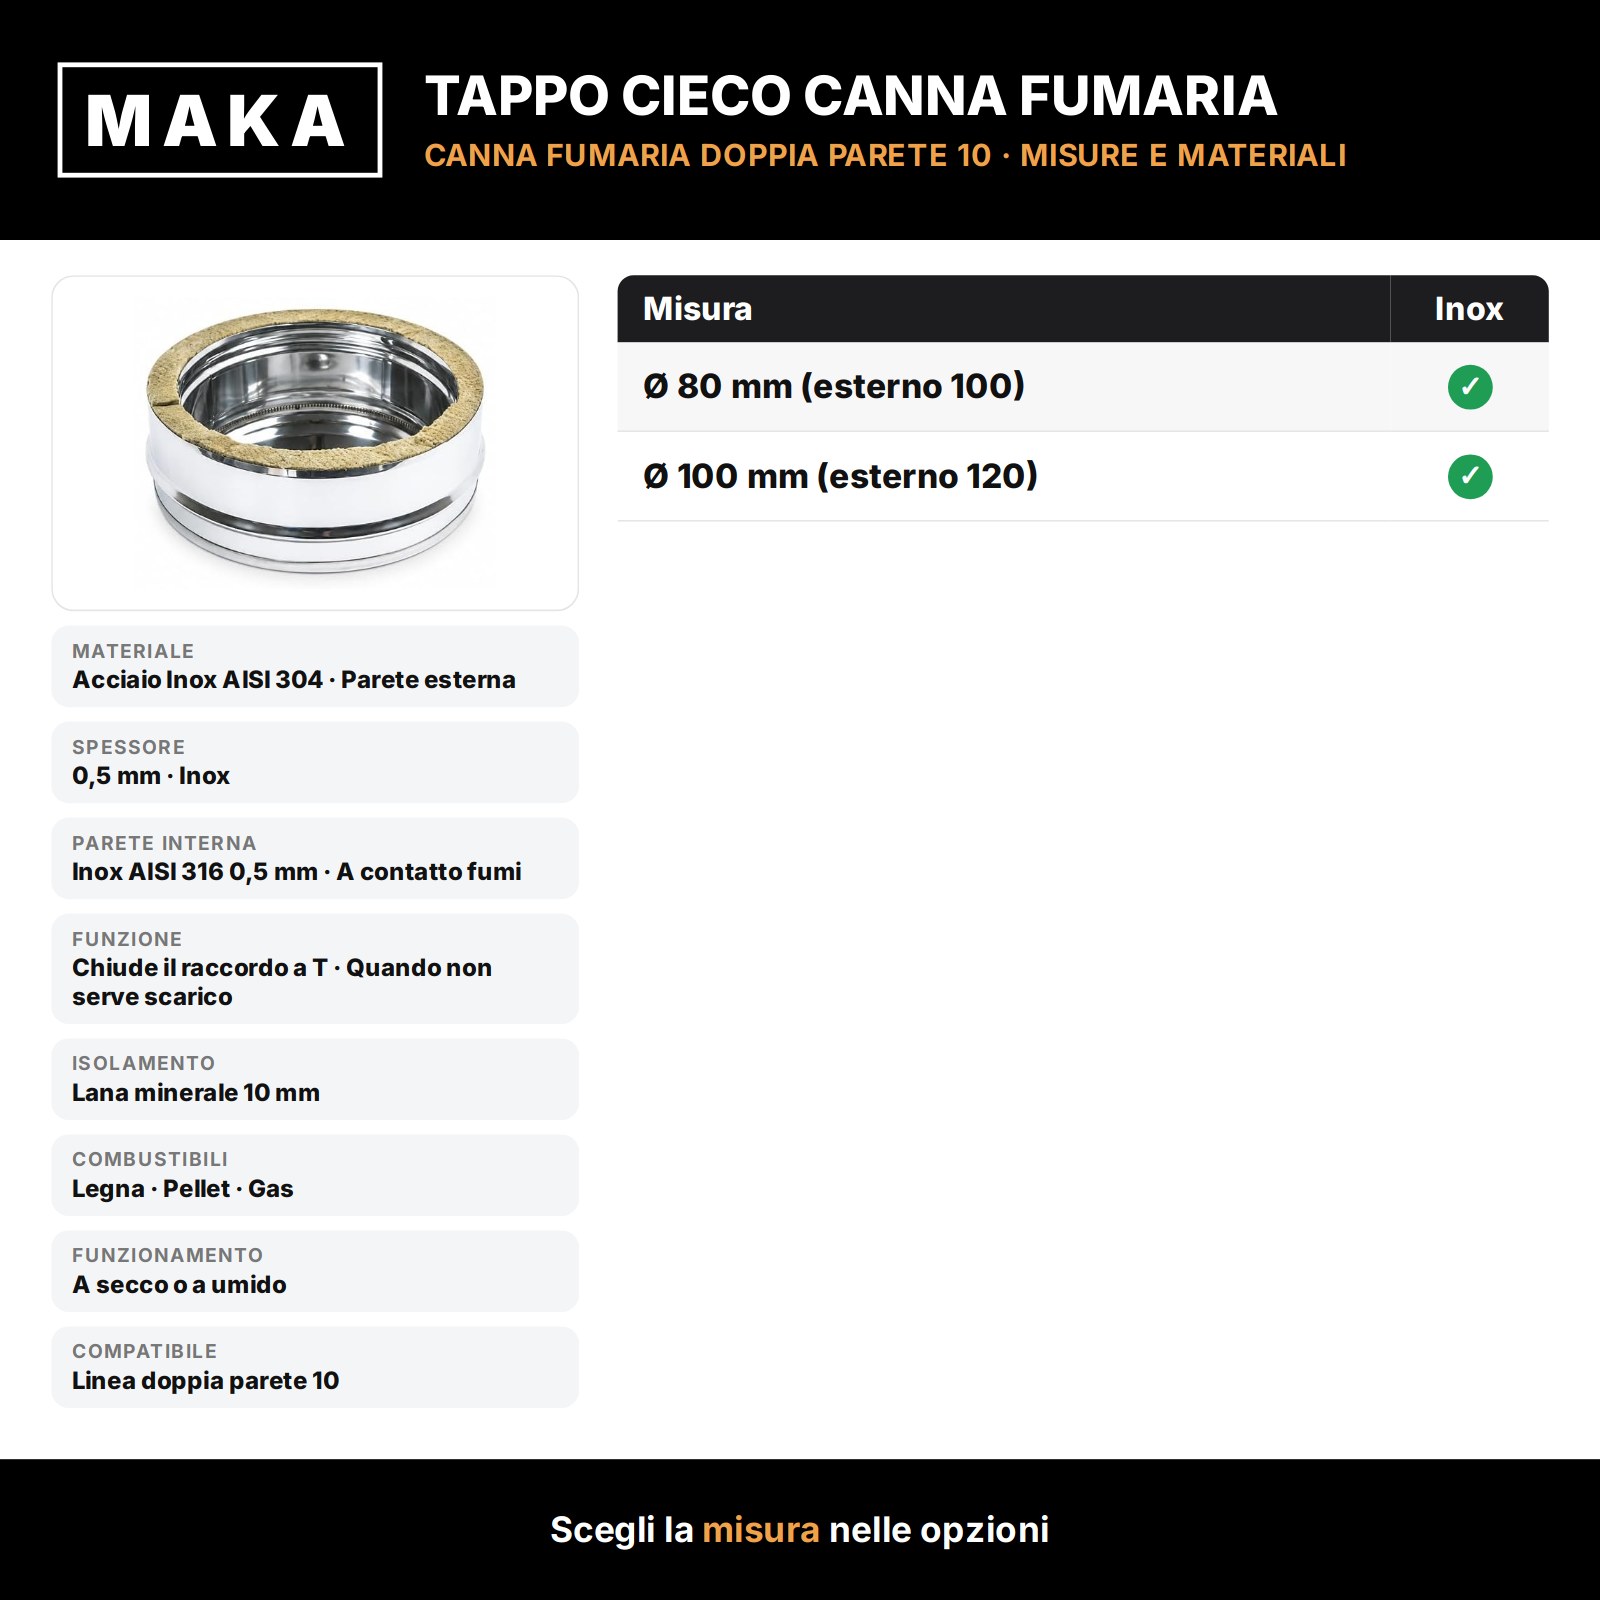 MAKA
TAPPO CIECO CANNA FUMARIA
CANNA FUMARIA DOPPIA PARETE 10 · MISURE E MATERIALI
Misura Inox
Ø 80 mm (esterno 100) ✓
Ø 100 mm (esterno 120) ✓
MATERIALE
Acciaio Inox AISI 304 · Parete esterna
SPESSORE
0,5 mm · Inox
PARETE INTERNA
Inox AISI 316 0,5 mm · A contatto fumi
FUNZIONE
Chiude il raccordo a T · Quando non
serve scarico
ISOLAMENTO
Lana minerale 10 mm
COMBUSTIBILI
Legna · Pellet · Gas
FUNZIONAMENTO
A secco o a umido
COMPATIBILE
Linea doppia parete 10
Scegli la misura nelle opzioni